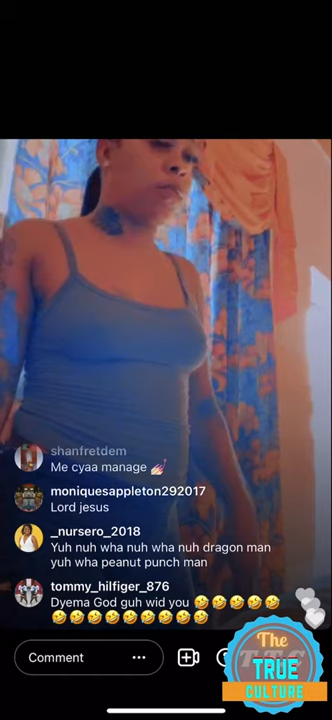 shanfretdem
Me cyaa manage 💅🏻
moniquesappleton292017
Lord jesus
_nursero_2018
Yuh nuh wha nuh wha nuh dragon man
yuh wha peanut punch man
tommy_hilfiger_876
Dyema God guh wid you 🤣🤣🤣🤣🤣
🤣🤣🤣🤣🤣🤣🤣🤣🤣🤣
Comment
The
TRUE
CULTURE